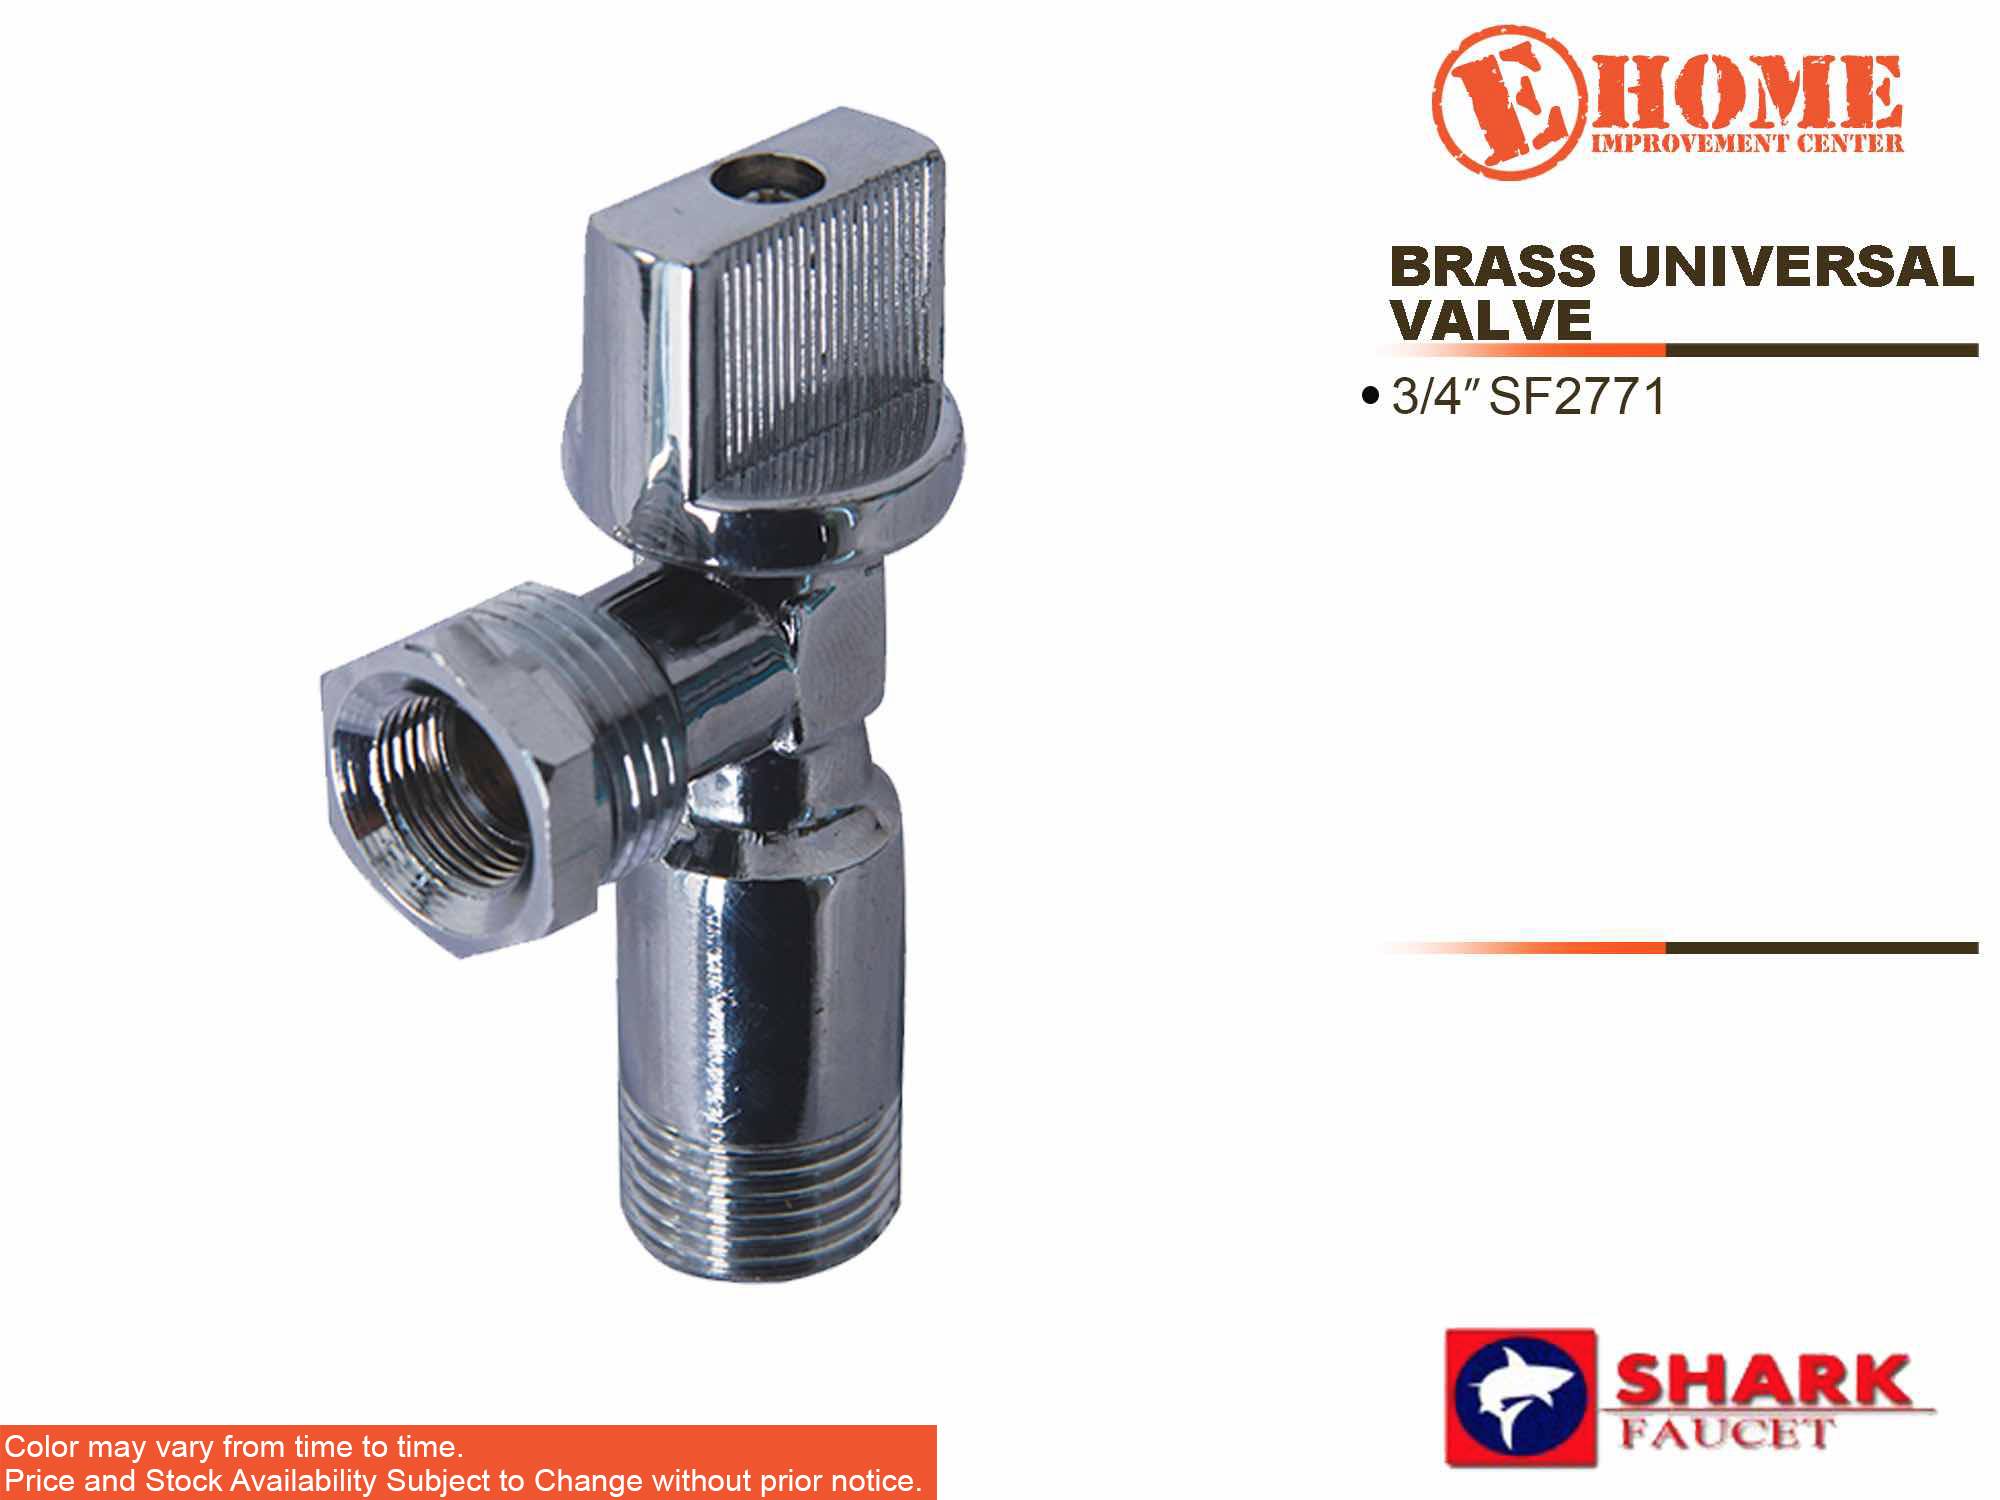 E HOME
IMPROVEMENT CENTER
BRASS UNIVERSAL
VALVE
• 3/4" SF2771
SHARK
FAUCET
Color may vary from time to time.
Price and Stock Availability Subject to Change without prior notice.